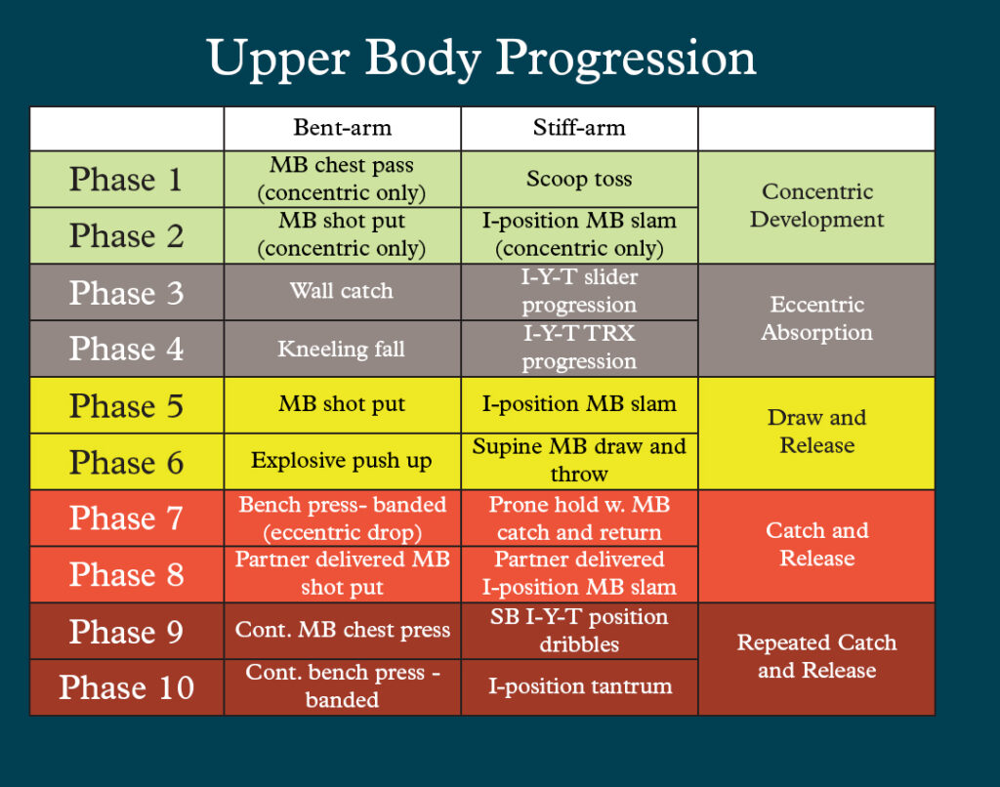 Upper Body Progression
Bent-arm
Stiff-arm
Phase 1
MB chest pass
(concentric only)
Scoop toss
Concentric
Development
Phase 2
MB shot put
(concentric only)
I-position MB slam
(concentric only)
Phase 3
Wall catch
I-Y-T slider
progression
Eccentric
Absorption
Phase 4
Kneeling fall
I-Y-T TRX
progression
Phase 5
MB shot put
I-position MB slam
Draw and
Release
Phase 6
Explosive push up
Supine MB draw and
throw
Phase 7
Bench press- banded
(eccentric drop)
Prone hold w. MB
catch and return
Catch and
Release
Phase 8
Partner delivered MB
shot put
Partner delivered
I-position MB slam
Phase 9
Cont. MB chest press
SB I-Y-T position
dribbles
Repeated Catch
and Release
Phase 10
Cont. bench press -
banded
I-position tantrum